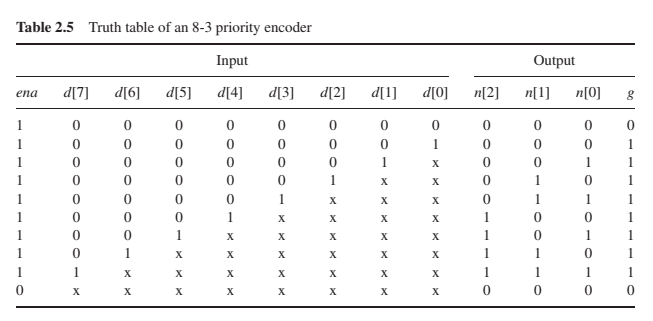 Table 2.5 Truth table of an 8-3 priority encoder
Input Output
ena d[7] d[6] d[5] d[4] d[3] d[2] d[1] d[0] n[2] n[1] n[0] g
1 0 0 0 0 0 0 0 0 0 0 0 0
1 0 0 0 0 0 0 0 1 0 0 0 1
1 0 0 0 0 0 0 1 x 0 0 1 1
1 0 0 0 0 0 1 x x 0 1 0 1
1 0 0 0 0 1 x x x 0 1 1 1
1 0 0 0 1 x x x x 1 0 0 1
1 0 0 1 x x x x x 1 0 1 1
1 0 1 x x x x x x 1 1 0 1
1 1 x x x x x x x 1 1 1 1
0 x x x x x x x x 0 0 0 0